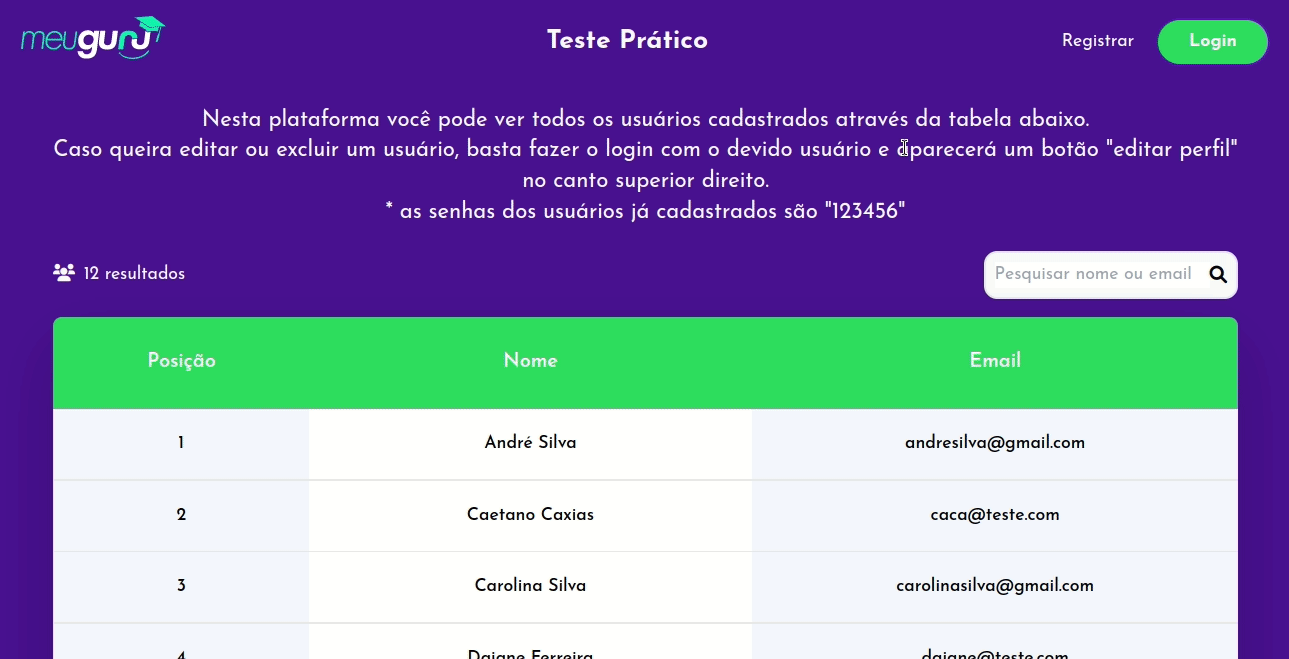 meuguru
Teste Prático
Registrar
Login
Nesta plataforma você pode ver todos os usuários cadastrados através da tabela abaixo.
Caso queira editar ou excluir um usuário, basta fazer o login com o devido usuário e aparecerá um botão "editar perfil"
no canto superior direito.
* as senhas dos usuários já cadastrados são "123456"
12 resultados
Pesquisar nome ou email
Posição Nome Email
1 André Silva andresilva@gmail.com
2 Caetano Caxias caca@teste.com
3 Carolina Silva carolinasilva@gmail.com
4 Daiane Ferreira daiane@teste.com